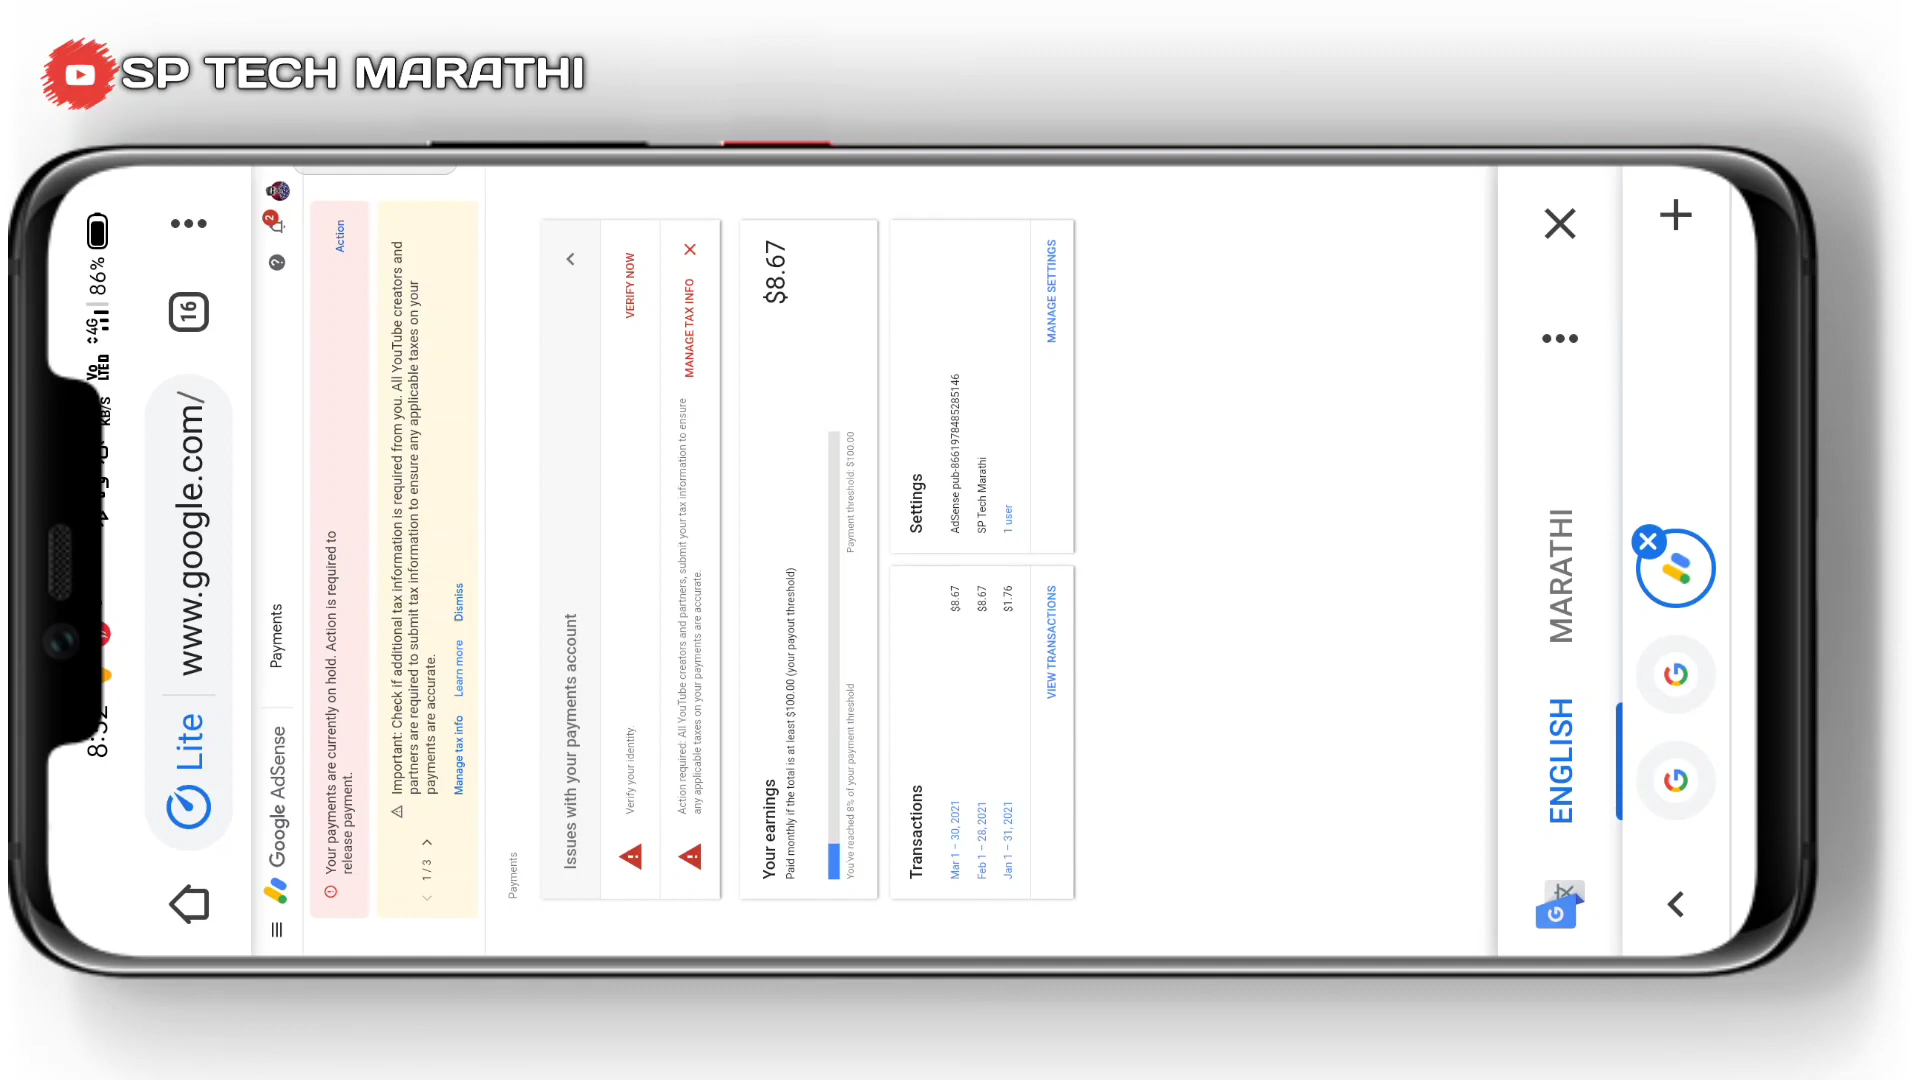 SP TECH MARATHI
86%
4G
Vo
LTED
KB/S
16
www.google.com/
Lite
2
Payments
Google AdSense
Your payments are currently on hold. Action is required to
release payment.
Action
Important: Check if additional tax information is required from you. All YouTube creators and
partners are required to submit tax information to ensure any applicable taxes on your
payments are accurate.
1 / 3
Manage tax info Learn more Dismiss
Payments
Issues with your payments account
Verify your identity.
VERIFY NOW
Action required: All YouTube creators and partners, submit your tax information to ensure
any applicable taxes on your payments are accurate.
MANAGE TAX INFO
Your earnings
Paid monthly if the total is at least $100.00 (your payout threshold)
$8.67
You've reached 8% of your payment threshold
Payment threshold: $100.00
Transactions
Mar 1 – 30, 2021 $8.67
Feb 1 – 28, 2021 $8.67
Jan 1 – 31, 2021 $1.76
VIEW TRANSACTIONS
Settings
AdSense pub-8661978485285146
SP Tech Marathi
1 user
MANAGE SETTINGS
ENGLISH
MARATHI